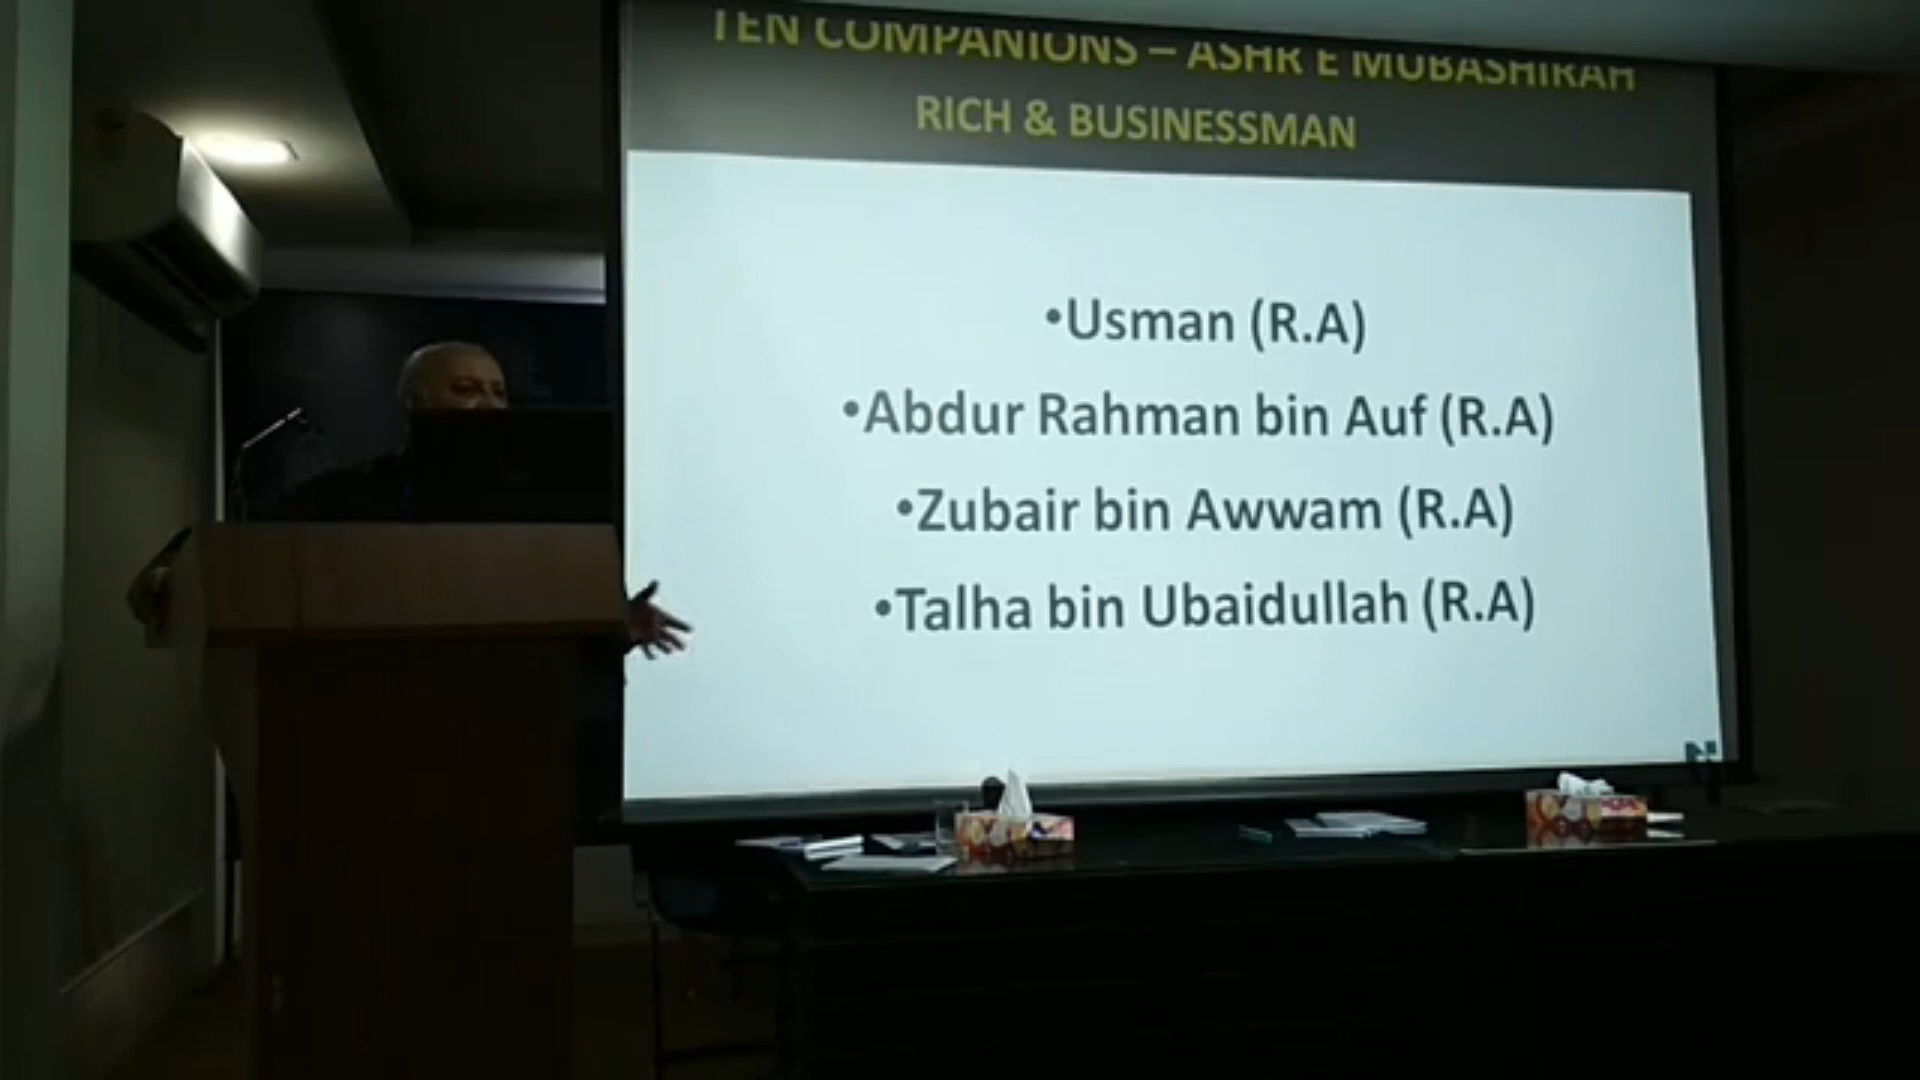 TEN COMPANIONS – ASHR E MUBASHIRAH
RICH & BUSINESSMAN
•Usman (R.A)
•Abdur Rahman bin Auf (R.A)
•Zubair bin Awwam (R.A)
•Talha bin Ubaidullah (R.A)